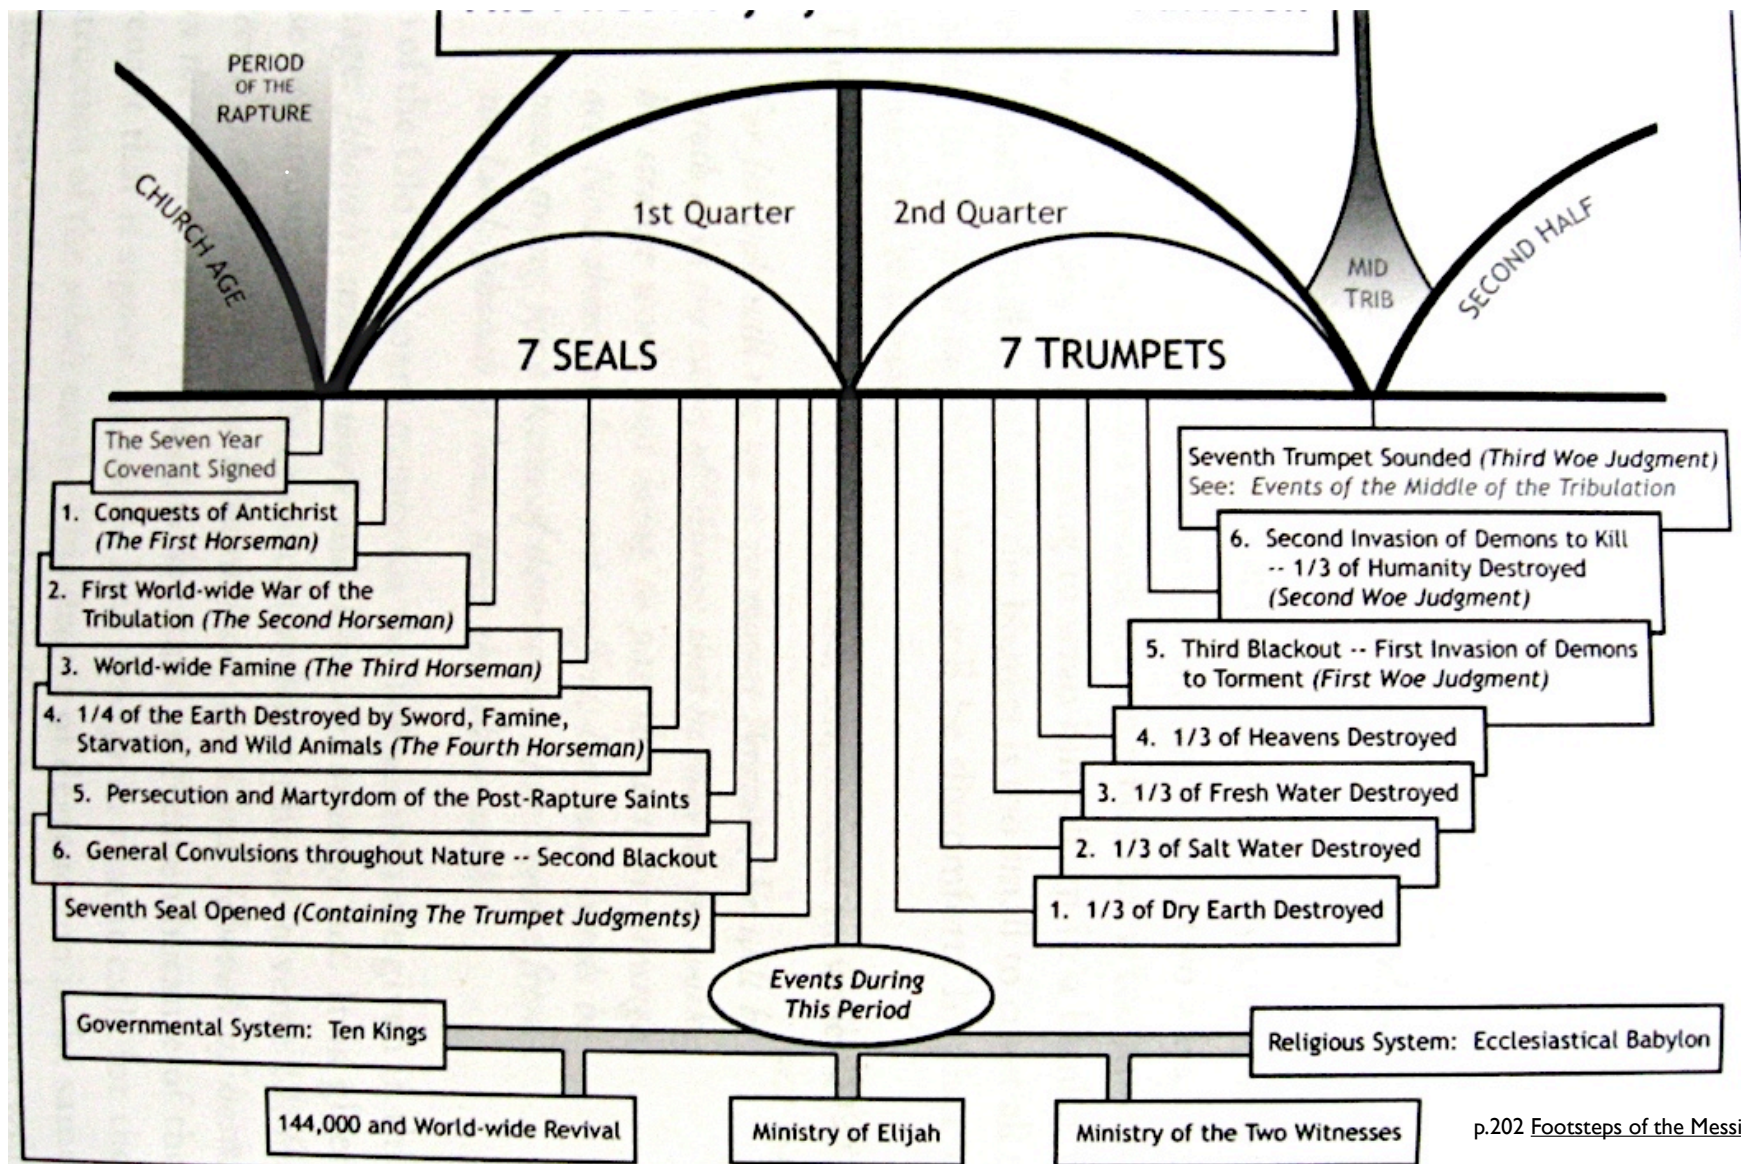 PERIOD
OF THE
RAPTURE
CHURCH AGE
1st Quarter
2nd Quarter
MID
TRIB
SECOND HALF
7 SEALS
7 TRUMPETS
The Seven Year
Covenant Signed
1. Conquests of Antichrist
(The First Horseman)
2. First World-wide War of the
Tribulation (The Second Horseman)
3. World-wide Famine (The Third Horseman)
4. 1/4 of the Earth Destroyed by Sword, Famine,
Starvation, and Wild Animals (The Fourth Horseman)
5. Persecution and Martyrdom of the Post-Rapture Saints
6. General Convulsions throughout Nature -- Second Blackout
Seventh Seal Opened (Containing The Trumpet Judgments)
Seventh Trumpet Sounded (Third Woe Judgment)
See: Events of the Middle of the Tribulation
6. Second Invasion of Demons to Kill
-- 1/3 of Humanity Destroyed
(Second Woe Judgment)
5. Third Blackout -- First Invasion of Demons
to Torment (First Woe Judgment)
4. 1/3 of Heavens Destroyed
3. 1/3 of Fresh Water Destroyed
2. 1/3 of Salt Water Destroyed
1. 1/3 of Dry Earth Destroyed
Events During
This Period
Governmental System: Ten Kings
Religious System: Ecclesiastical Babylon
144,000 and World-wide Revival
Ministry of Elijah
Ministry of the Two Witnesses
p.202 Footsteps of the Messi